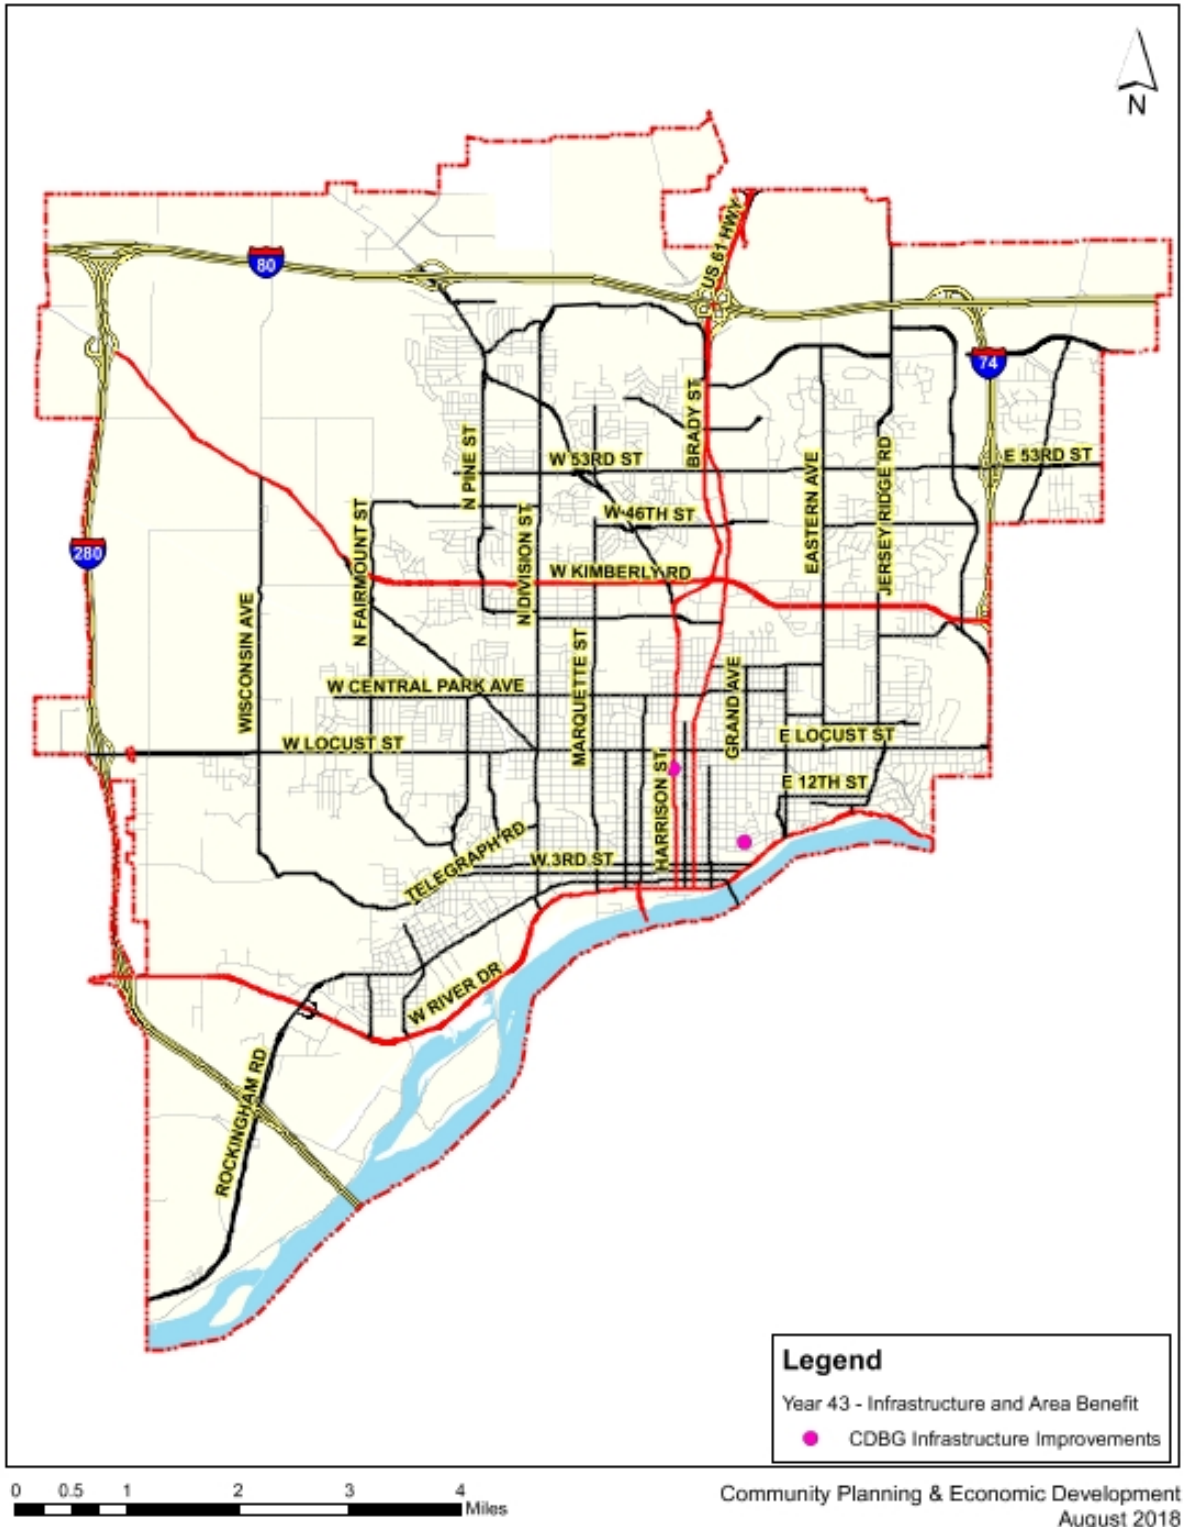 N
US 61 HWY
80
74
BRADY ST
N PINE ST
W 53RD ST
E 53RD ST
EASTERN AVE
JERSEY RIDGE RD
W 46TH ST
N FAIRMOUNT ST
N DIVISION ST
280
W KIMBERLY RD
WISCONSIN AVE
MARQUETTE ST
GRAND AVE
W CENTRAL PARK AVE
W LOCUST ST
E LOCUST ST
HARRISON ST
E 12TH ST
TELEGRAPH RD
W 3RD ST
W RIVER DR
ROCKINGHAM RD
Legend
Year 43 - Infrastructure and Area Benefit
CDBG Infrastructure Improvements
0 0.5 1 2 3 4
Miles
Community Planning & Economic Development
August 2018